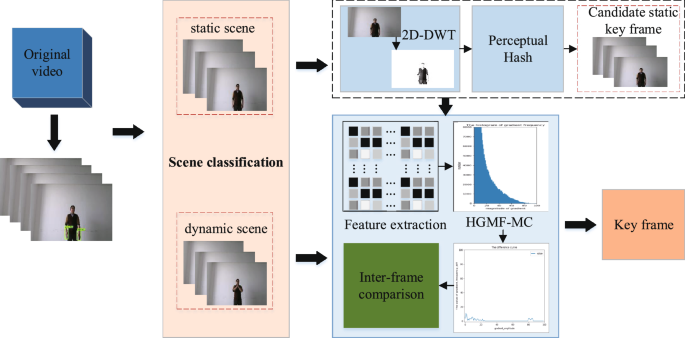 Original
video
static scene
Scene classification
dynamic scene
2D-DWT
Perceptual
Hash
Candidate static
key frame
Feature extraction
HGMF-MC
Inter-frame
comparison
Key frame